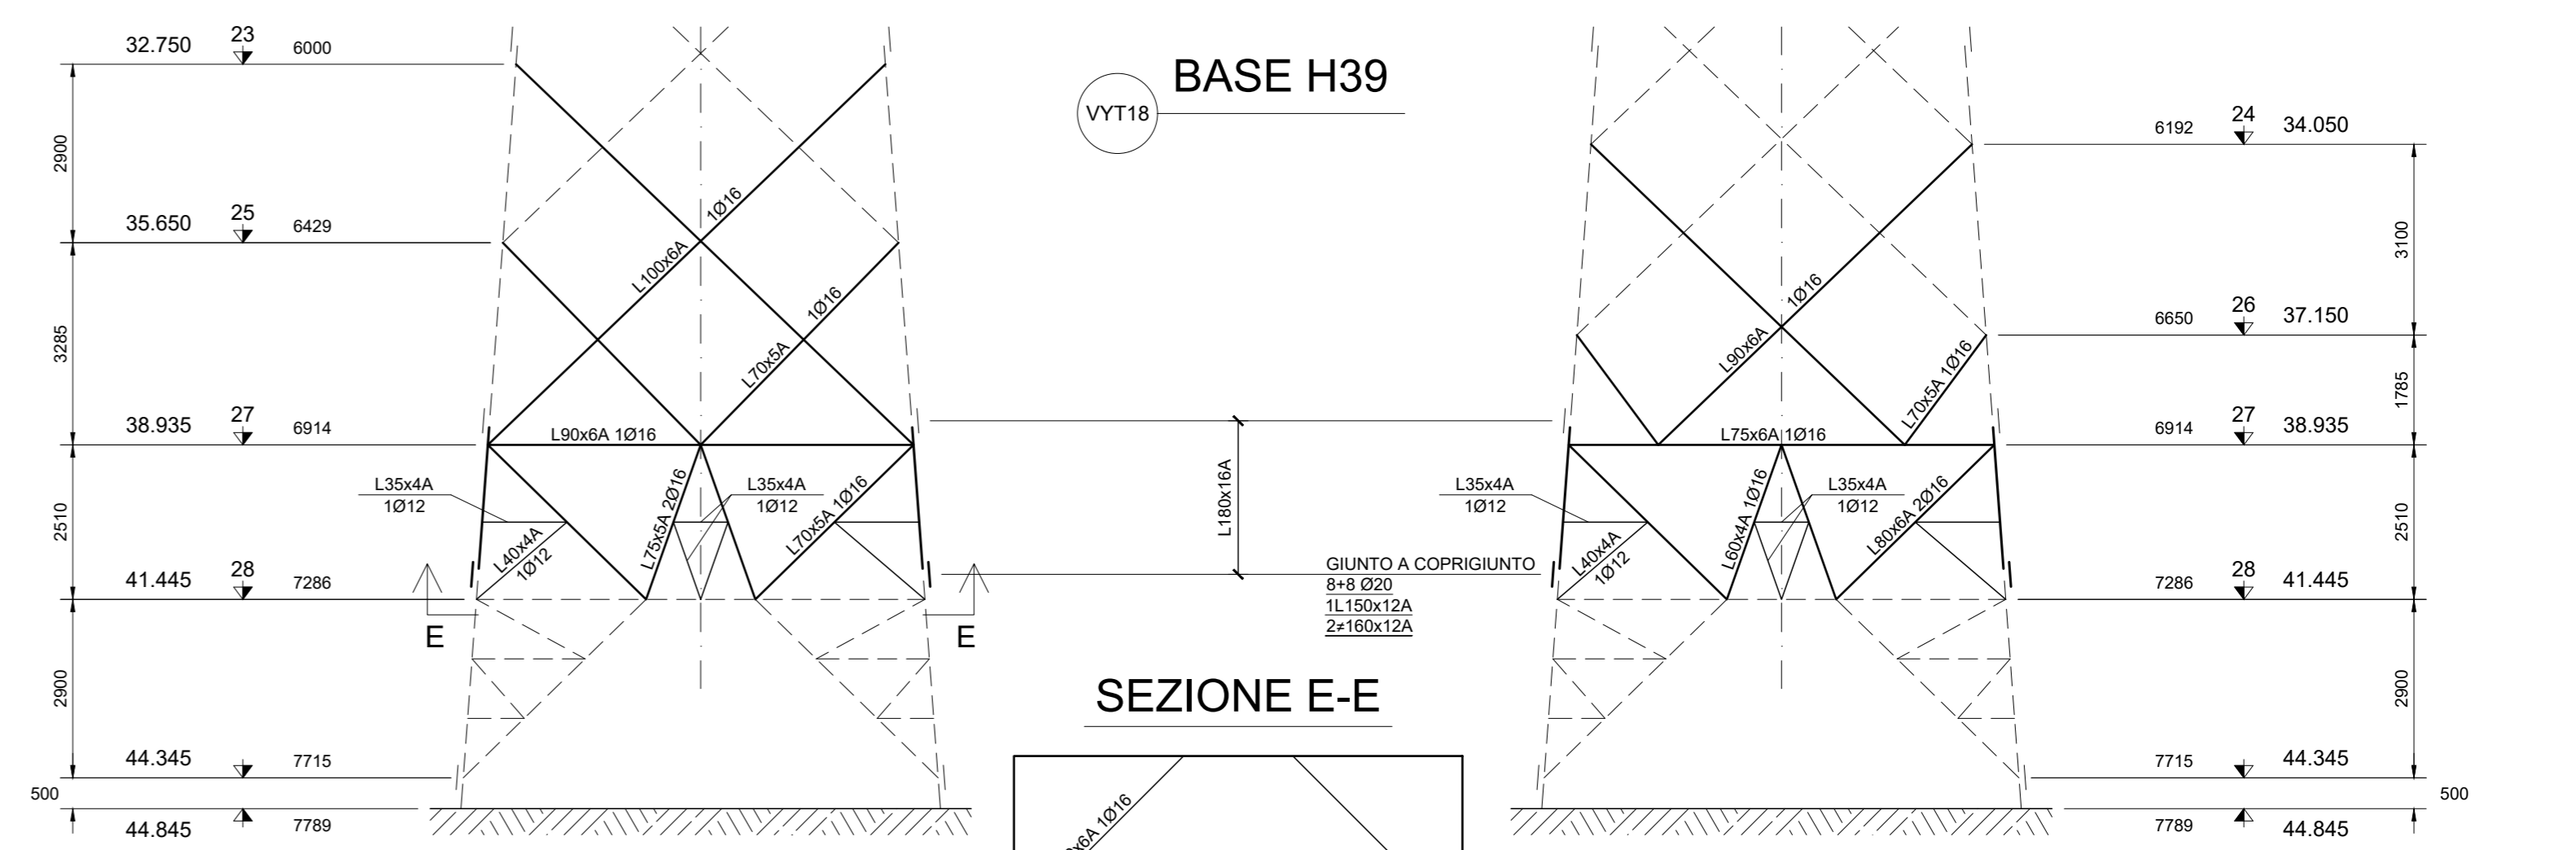 BASE H39
VYT18
32.750 23 6000
2900
35.650 25 6429
3285
38.935 27 6914
2510
41.445 28 7286
2900
44.345 7715
500
44.845 7789
1Ø16
L100x6A
1Ø16
L70x5A
L90x6A 1Ø16
L35x4A
1Ø12
L40x4A
1Ø12
L75x5A 2Ø16
L35x4A
1Ø12
L70x5A 1Ø16
E
E
L180x16A
GIUNTO A COPRIGIUNTO
8+8 Ø20
1L150x12A
2≠160x12A
SEZIONE E-E
x6A 1Ø16
1Ø16
L90x6A
L70x5A 1Ø16
L75x6A 1Ø16
L35x4A
1Ø12
L40x4A
1Ø12
L60x4A 1Ø16
L35x4A
1Ø12
L80x6A 2Ø16
6192 24 34.050
3100
6650 26 37.150
1785
6914 27 38.935
2510
7286 28 41.445
2900
7715 44.345
500
7789 44.845